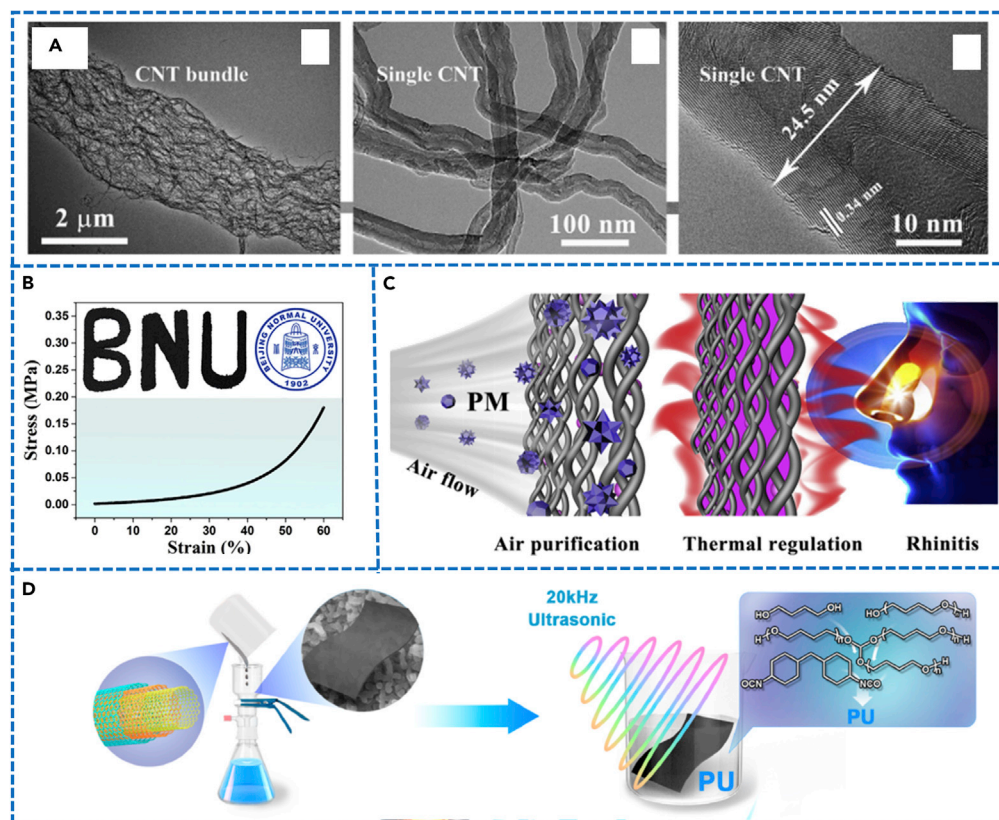 A
CNT bundle
2 μm
Single CNT
100 nm
Single CNT
24.5 nm
0.34 nm
10 nm
B
Stress (MPa)
0.35
0.30
0.25
0.20
0.15
0.10
0.05
0.00
BNU
BEIJING NORMAL UNIVERSITY
1902
0 10 20 30 40 50 60
Strain (%)
C
PM
Air flow
Air purification Thermal regulation Rhinitis
D
20kHz
Ultrasonic
HO OH HO O H
H O O O H
O O H
OCN NCO
PU
PU